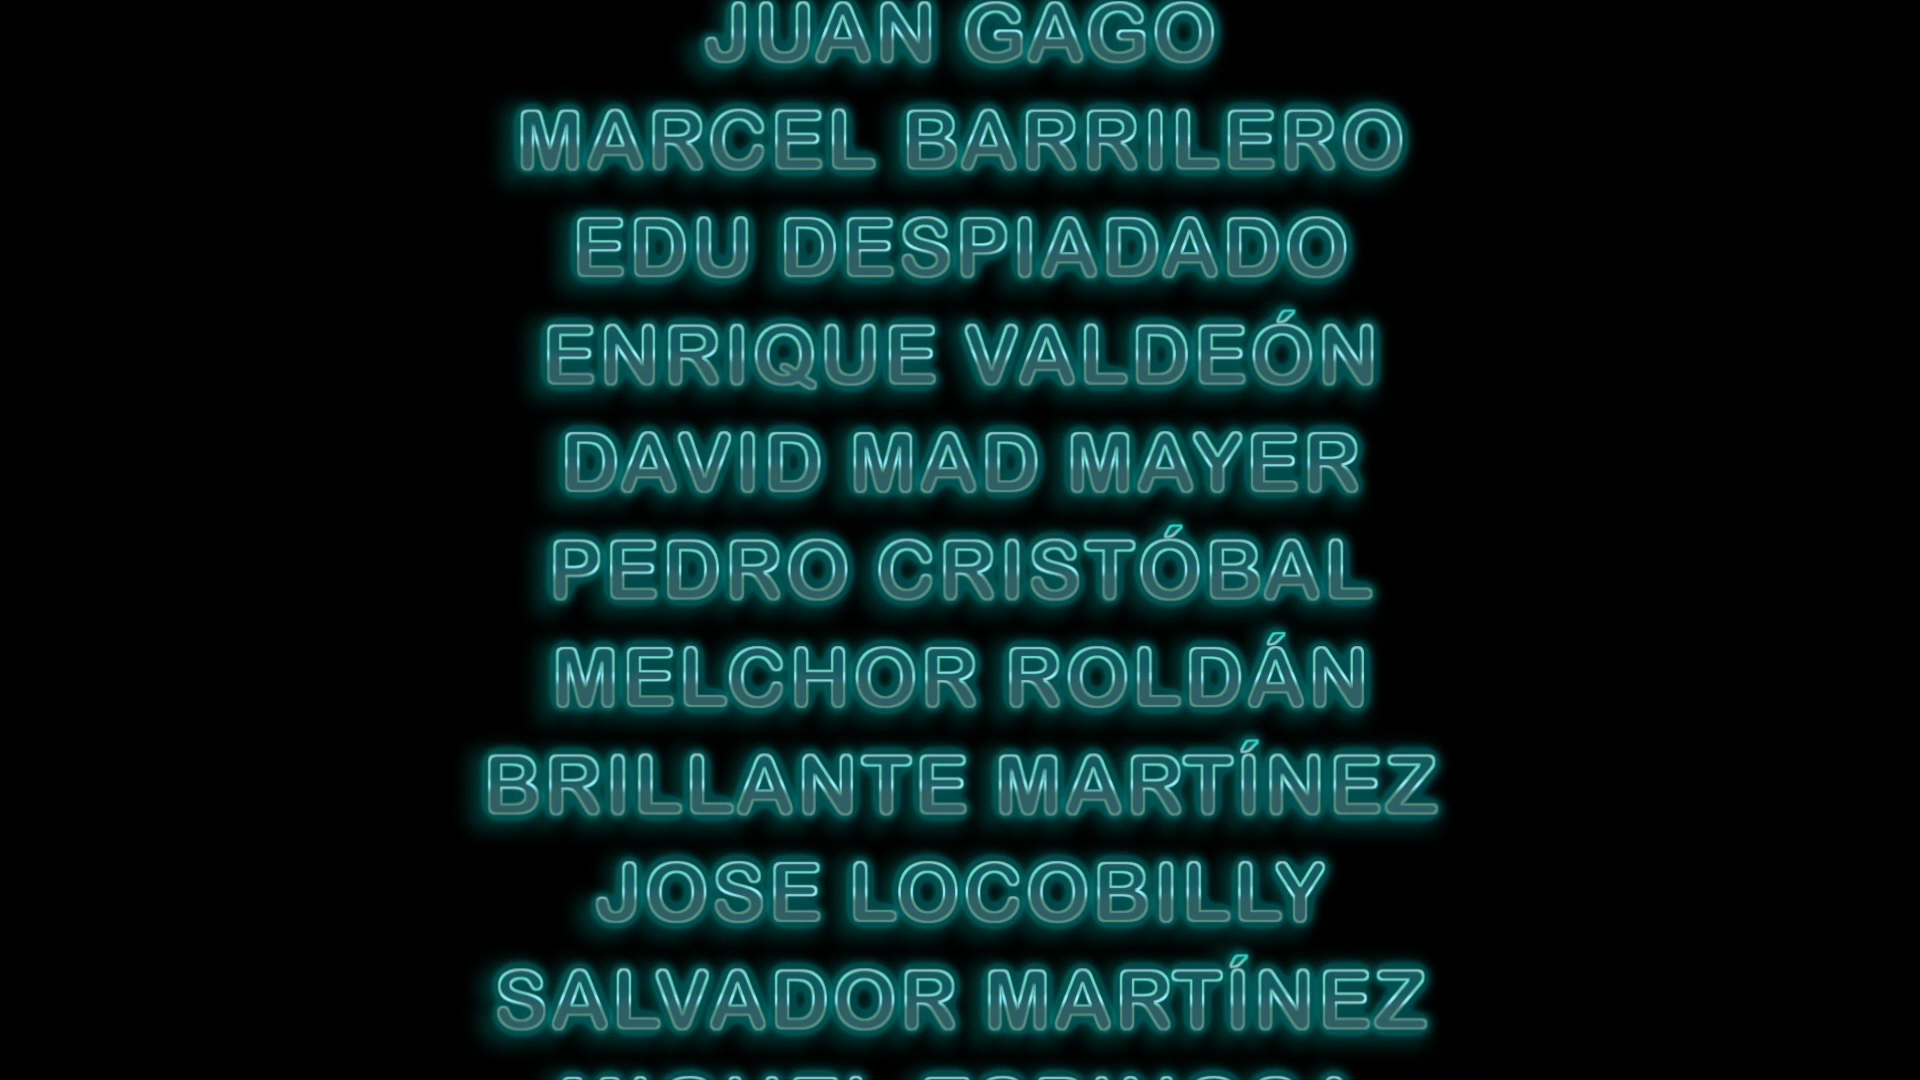 JUAN GAGO
MARCEL BARRILERO
EDU DESPIADADO
ENRIQUE VALDEÓN
DAVID MAD MAYER
PEDRO CRISTÓBAL
MELCHOR ROLDÁN
BRILLANTE MARTÍNEZ
JOSE LOCOBILLY
SALVADOR MARTÍNEZ